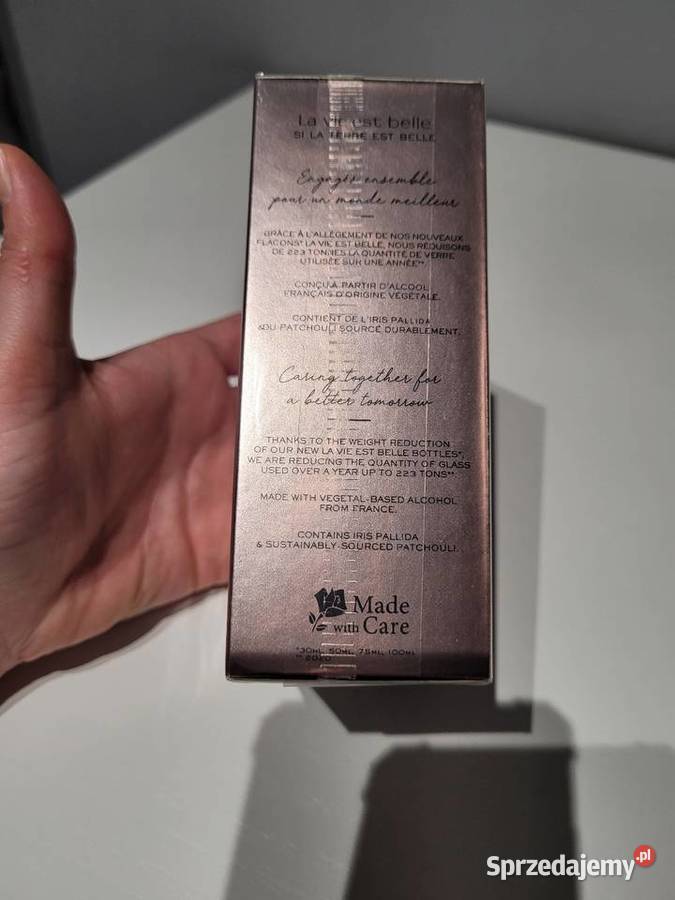 La vie est belle
SI LA TERRE EST BELLE
Engagés ensemble
pour un monde meilleur
GRÂCE À L'ALLÉGEMENT DE NOS NOUVEAUX
FLACONS* LA VIE EST BELLE, NOUS RÉDUISONS
DE 223 TONNES LA QUANTITÉ DE VERRE
UTILISÉE SUR UNE ANNÉE**.
CONÇU À PARTIR D'ALCOOL
FRANÇAIS D'ORIGINE VÉGÉTALE.
CONTIENT DE L'IRIS PALLIDA
&DU PATCHOULI SOURCÉ DURABLEMENT.
Caring together for
a better tomorrow
THANKS TO THE WEIGHT REDUCTION
OF OUR NEW LA VIE EST BELLE BOTTLES*,
WE ARE REDUCING THE QUANTITY OF GLASS
USED OVER A YEAR UP TO 223 TONS**
MADE WITH VEGETAL-BASED ALCOHOL
FROM FRANCE.
CONTAINS IRIS PALLIDA
& SUSTAINABLY-SOURCED PATCHOULI.
Made
with Care
*30ML, 50ML, 75ML, 100ML
** 2020
Sprzedajemy.pl